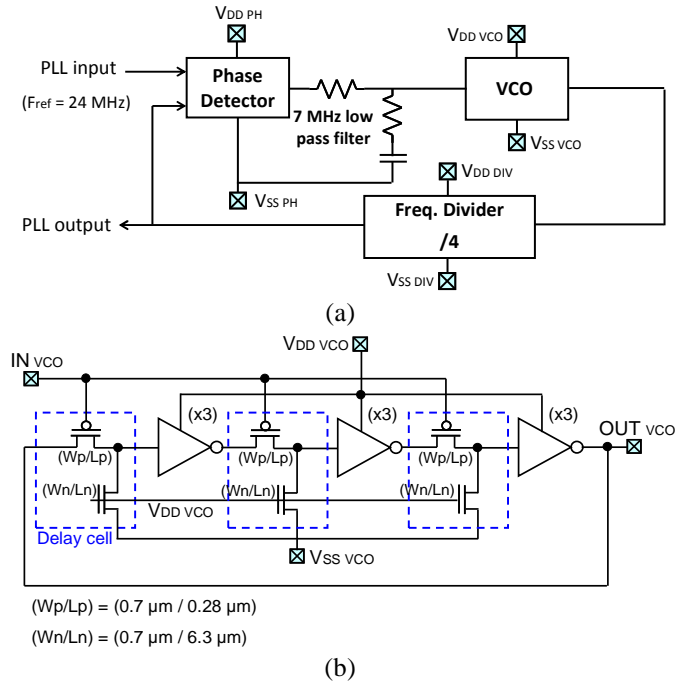 VDD PH
VDD VCO
PLL input
(Fref = 24 MHz)
Phase
Detector
VCO
7 MHz low
pass filter
VSS VCO
VDD DIV
VSS PH
PLL output
Freq. Divider
/4
VSS DIV
(a)
VDD VCO
IN VCO
(x3)
(x3)
(x3)
OUT VCO
(Wp/Lp)
(Wp/Lp)
(Wp/Lp)
(Wn/Ln)
(Wn/Ln)
(Wn/Ln)
VDD VCO
Delay cell
VSS VCO
(Wp/Lp) = (0.7 µm / 0.28 µm)
(Wn/Ln) = (0.7 µm / 6.3 µm)
(b)